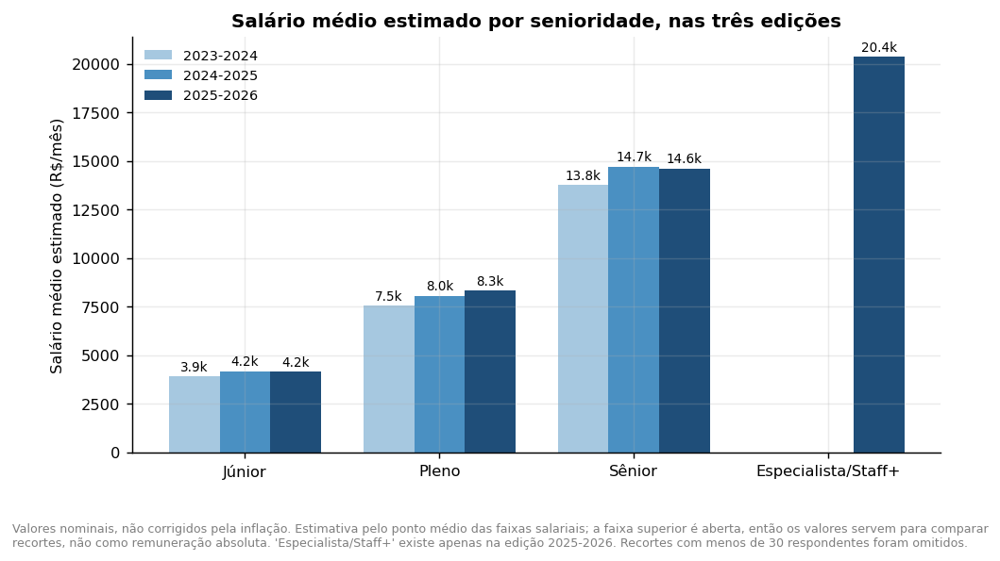 Salário médio estimado por senioridade, nas três edições
2023-2024
2024-2025
2025-2026
Salário médio estimado (R$/mês)
20000
17500
15000
12500
10000
7500
5000
2500
0
3.9k
4.2k
4.2k
7.5k
8.0k
8.3k
13.8k
14.7k
14.6k
20.4k
Júnior
Pleno
Sênior
Especialista/Staff+
Valores nominais, não corrigidos pela inflação. Estimativa pelo ponto médio das faixas salariais; a faixa superior é aberta, então os valores servem para comparar
recortes, não como remuneração absoluta. 'Especialista/Staff+' existe apenas na edição 2025-2026. Recortes com menos de 30 respondentes foram omitidos.